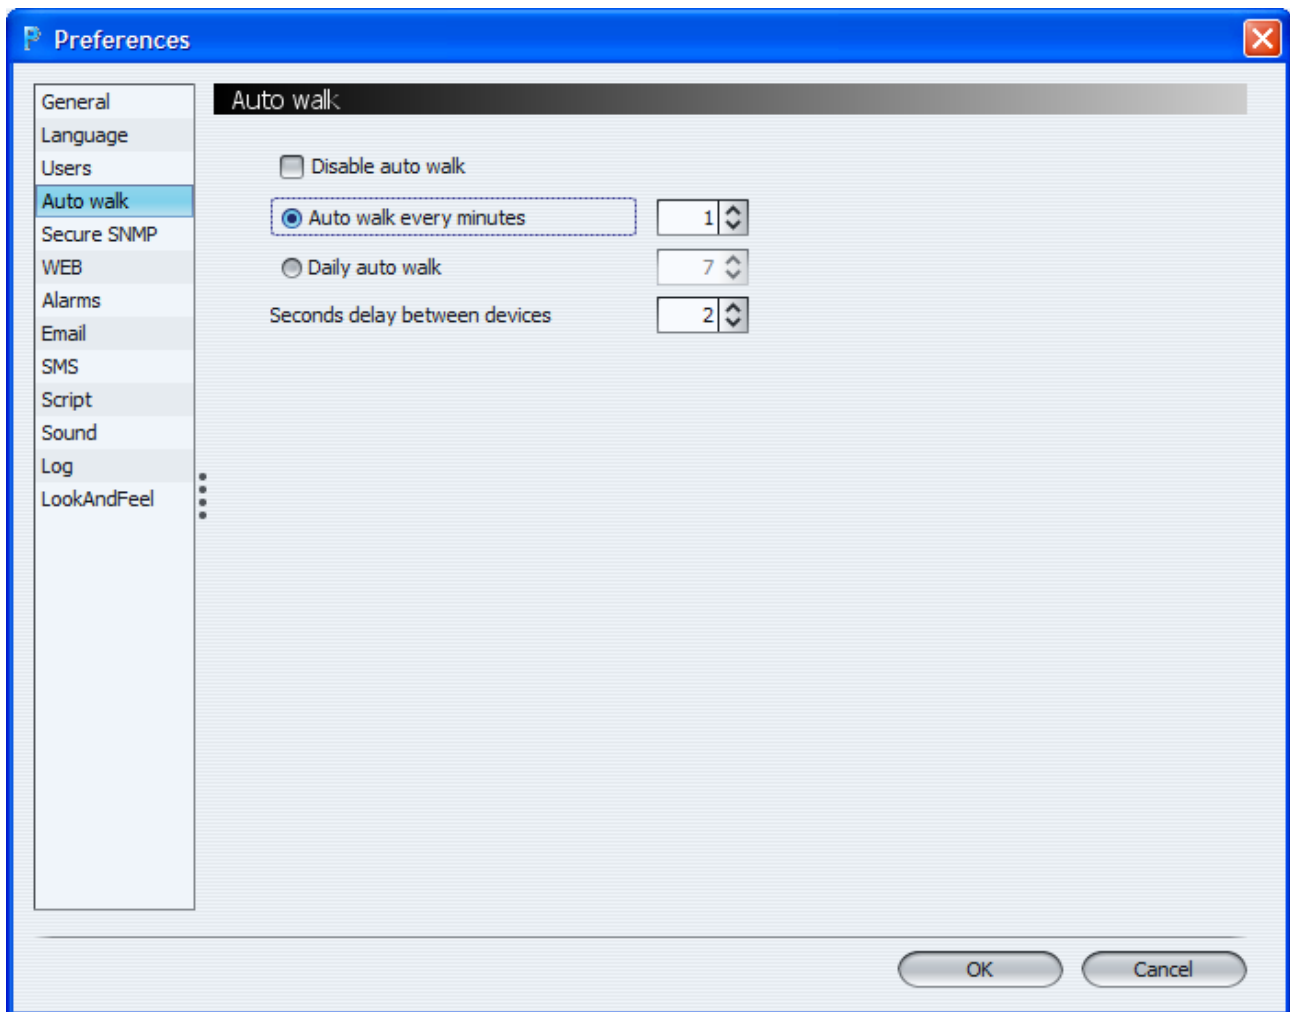 Preferences
General
Language
Users
Auto walk
Secure SNMP
WEB
Alarms
Email
SMS
Script
Sound
Log
LookAndFeel
Auto walk
Disable auto walk
Auto walk every minutes 1
Daily auto walk 7
Seconds delay between devices 2
OK Cancel